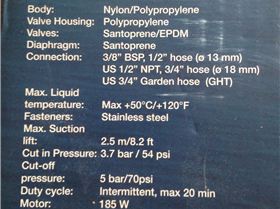 Body: Nylon/Polypropylene
Valve Housing: Polypropylene
Valves: Santoprene/EPDM
Diaphragm: Santoprene
Connection: 3/8" BSP, 1/2" hose (ø 13 mm)
US 1/2" NPT, 3/4" hose (ø 18 mm)
US 3/4" Garden hose (GHT)
Max. Liquid
temperature: Max +50°C/+120°F
Fasteners: Stainless steel
Max. Suction
lift: 2.5 m/8.2 ft
Cut in Pressure: 3.7 bar / 54 psi
Cut-off
pressure: 5 bar/70psi
Duty cycle: Intermittent, max 20 min
Motor: 185 W